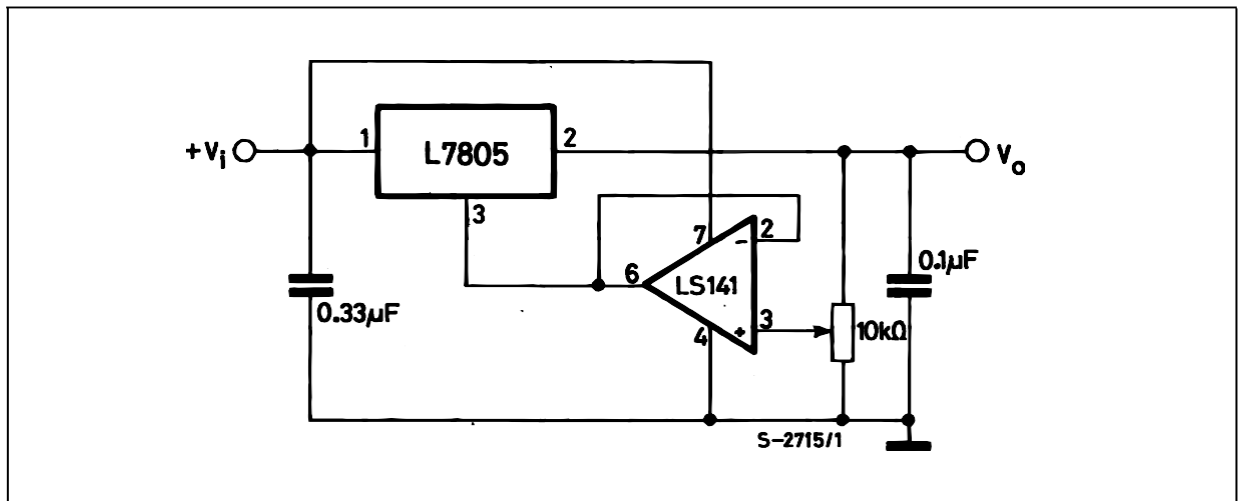 +Vi
1
L7805
2
Vo
3
7
2
-
6
LS141
0.1µF
0.33µF
4
+
3
10kΩ
S-2715/1